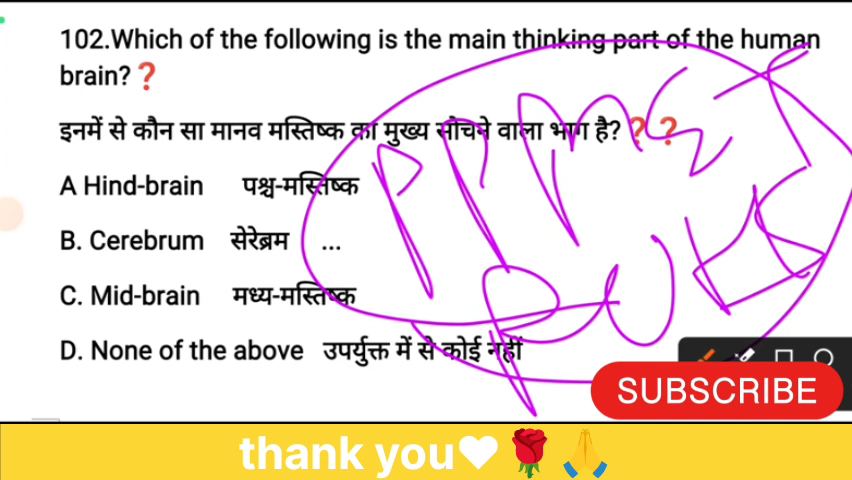 102.Which of the following is the main thinking part of the human
brain?❓
इनमें से कौन सा मानव मस्तिष्क का मुख्य सोचने वाला भाग है?❓❓
A Hind-brain पश्च-मस्तिष्क
B. Cerebrum सेरेब्रम ...
C. Mid-brain मध्य-मस्तिष्क
D. None of the above उपर्युक्त में से कोई नहीं
PPMET
SUBSCRIBE
thank you🤍🌹🙏